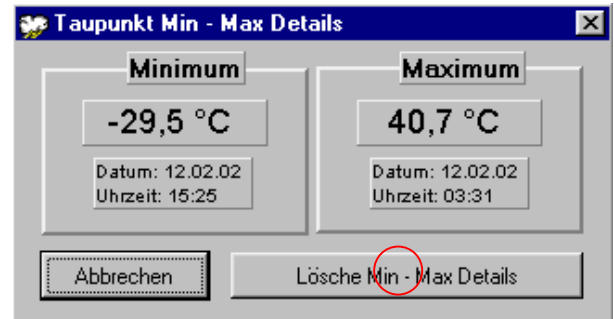 Taupunkt Min - Max Details
Minimum
-29,5 °C
Datum: 12.02.02
Uhrzeit: 15:25
Maximum
40,7 °C
Datum: 12.02.02
Uhrzeit: 03:31
Abbrechen
Lösche Min - Max Details